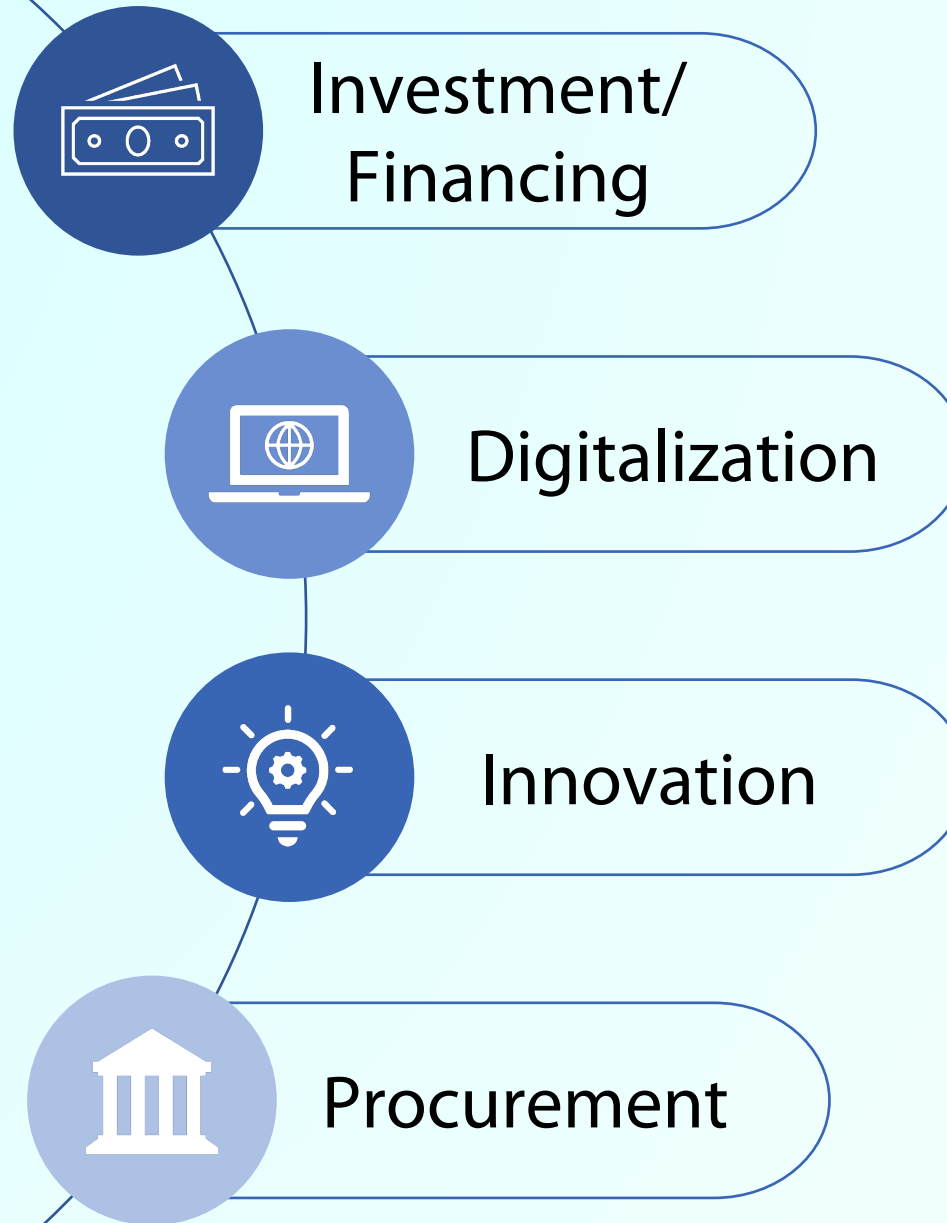 Investment/
Financing
Digitalization
Innovation
Procurement